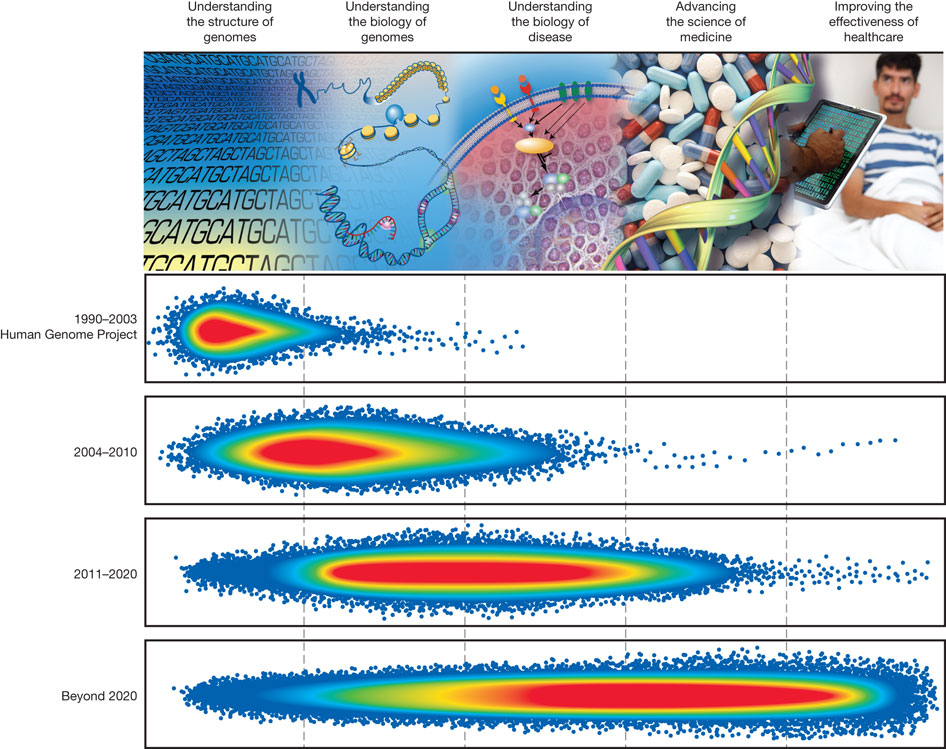 Understanding
the structure of
genomes
Understanding
the biology of
genomes
Understanding
the biology of
disease
Advancing
the science of
medicine
Improving the
effectiveness of
healthcare
1990–2003
Human Genome Project
2004–2010
2011–2020
Beyond 2020